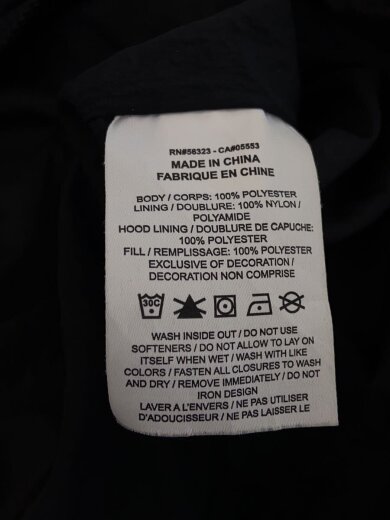 RN#56323 - CA#05553
MADE IN CHINA
FABRIQUE EN CHINE
BODY / CORPS: 100% POLYESTER
LINING / DOUBLURE: 100% NYLON /
POLYAMIDE
HOOD LINING / DOUBLURE DE CAPUCHE:
100% POLYESTER
FILL / REMPLISSAGE: 100% POLYESTER
EXCLUSIVE OF DECORATION /
DECORATION NON COMPRISE
30C
WASH INSIDE OUT / DO NOT USE
SOFTENERS / DO NOT ALLOW TO LAY ON
ITSELF WHEN WET / WASH WITH LIKE
COLORS / FASTEN ALL CLOSURES TO WASH
AND DRY / REMOVE IMMEDIATELY / DO NOT
IRON DESIGN
LAVER A L'ENVERS / NE PAS UTILISER
D'ADOUCISSEUR / NE PAS LAISSER LE